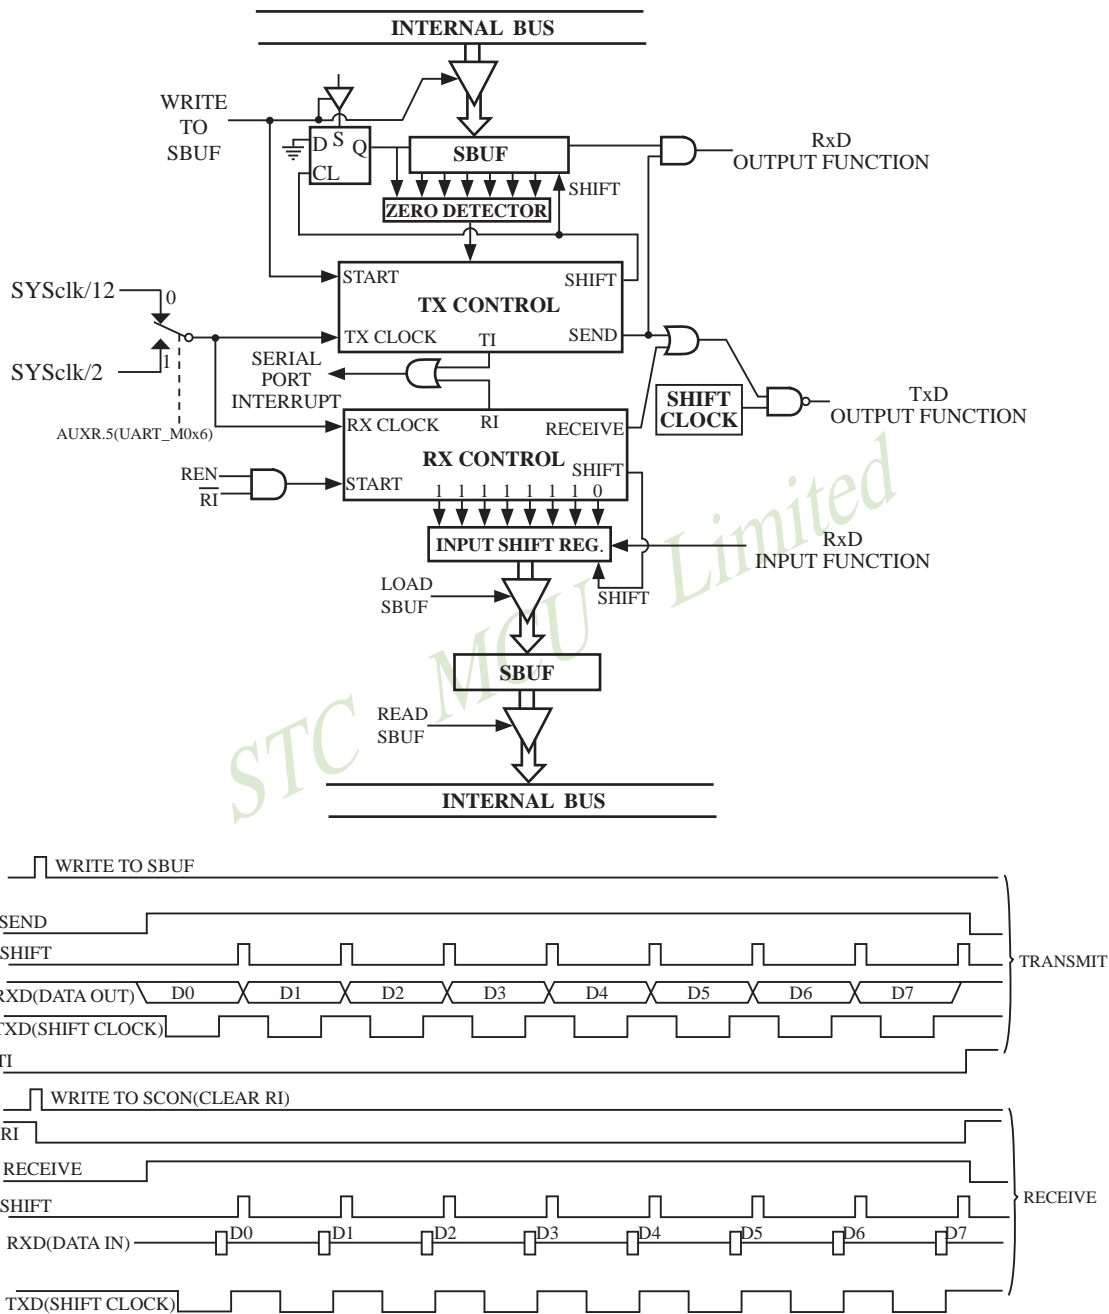 INTERNAL BUS
WRITE
TO
SBUF
D S Q
CL
SBUF
SHIFT
ZERO DETECTOR
RxD
OUTPUT FUNCTION
START
SHIFT
TX CONTROL
TX CLOCK
TI
SEND
SYSclk/12
0
SYSclk/2
1
AUXR.5(UART_M0x6)
SERIAL
PORT
INTERRUPT
SHIFT
CLOCK
TxD
OUTPUT FUNCTION
RX CLOCK
RI
RECEIVE
RX CONTROL
SHIFT
REN
RI
START
1 1 1 1 1 1 1 0
INPUT SHIFT REG.
RxD
INPUT FUNCTION
LOAD
SBUF
SHIFT
SBUF
READ
SBUF
INTERNAL BUS
STC MCU Limited
WRITE TO SBUF
SEND
SHIFT
RXD(DATA OUT) D0 D1 D2 D3 D4 D5 D6 D7
TXD(SHIFT CLOCK)
TI
TRANSMIT
WRITE TO SCON(CLEAR RI)
RI
RECEIVE
SHIFT
RXD(DATA IN) D0 D1 D2 D3 D4 D5 D6 D7
TXD(SHIFT CLOCK)
RECEIVE